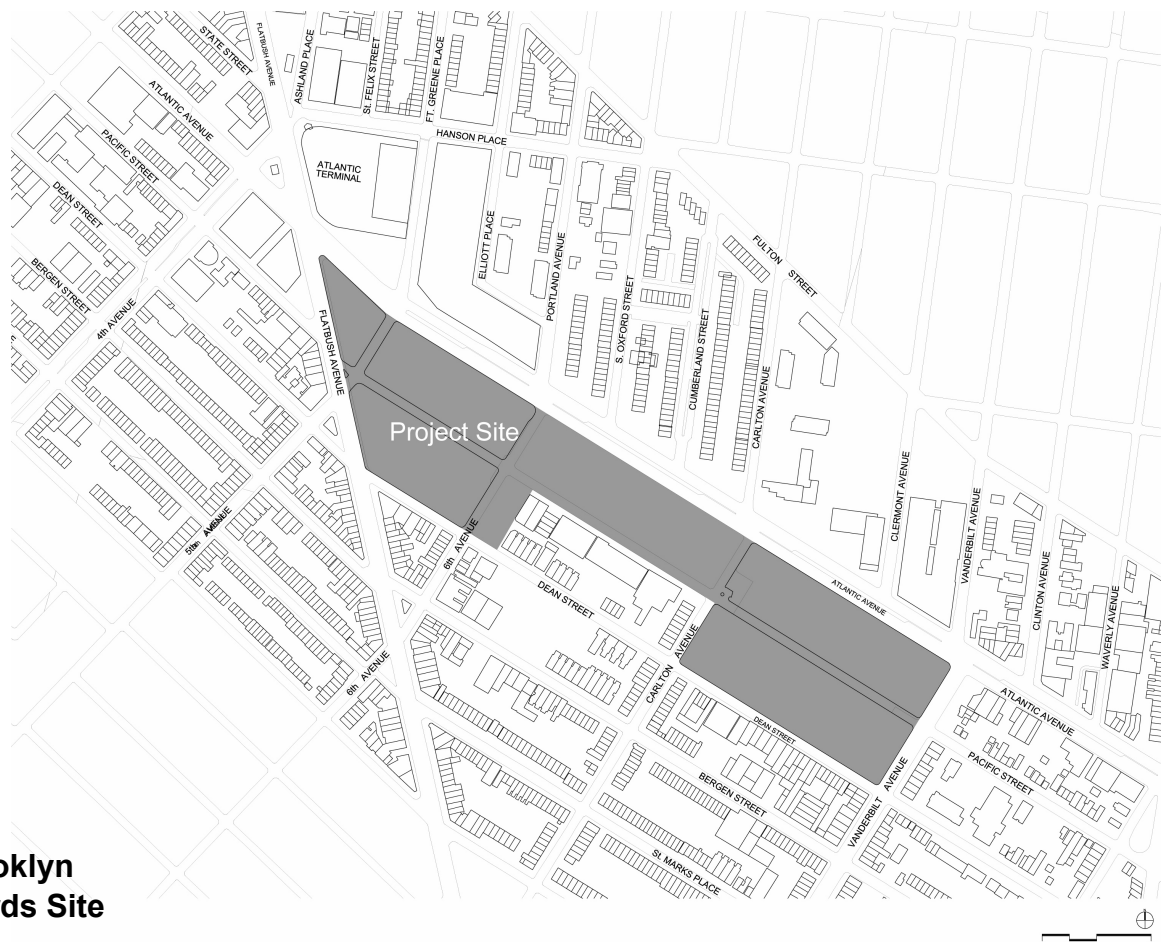 STATE STREET
FLATBUSH AVENUE
ASHLAND PLACE
St. FELIX STREET
FT. GREENE PLACE
ATLANTIC AVENUE
HANSON PLACE
PACIFIC STREET
ATLANTIC
TERMINAL
DEAN STREET
ELLIOTT PLACE
PORTLAND AVENUE
FULTON STREET
BERGEN STREET
4th AVENUE
FLATBUSH AVENUE
S. OXFORD STREET
CUMBERLAND STREET
CARLTON AVENUE
Project Site
CLERMONT AVENUE
VANDERBILT AVENUE
5th AVENUE
6th AVENUE
DEAN STREET
ATLANTIC AVENUE
CLINTON AVENUE
WAVERLY AVENUE
6th AVENUE
CARLTON AVENUE
ATLANTIC AVENUE
DEAN STREET
PACIFIC STREET
BERGEN STREET
VANDERBILT AVENUE
St. MARKS PLACE
oklyn
ds Site